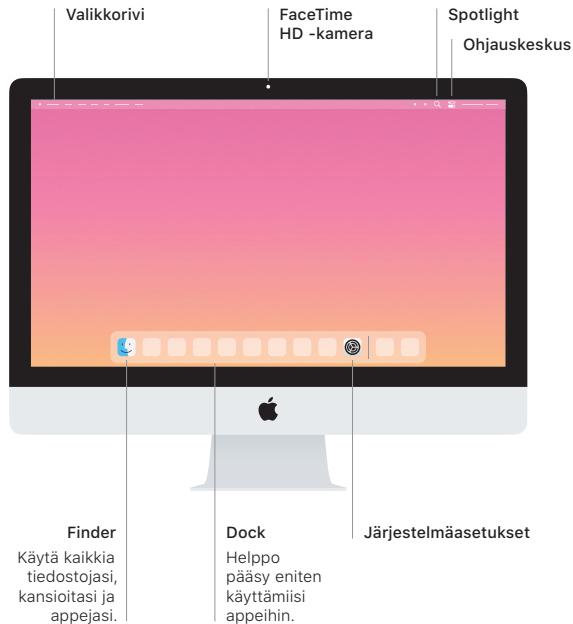 Valikkorivi
FaceTime
HD -kamera
Spotlight
Ohjauskeskus
Finder
Käytä kaikkia
tiedostojasi,
kansioitasi ja
appejasi.
Dock
Helppo
pääsy eniten
käyttämiisi
appeihin.
Järjestelmäasetukset